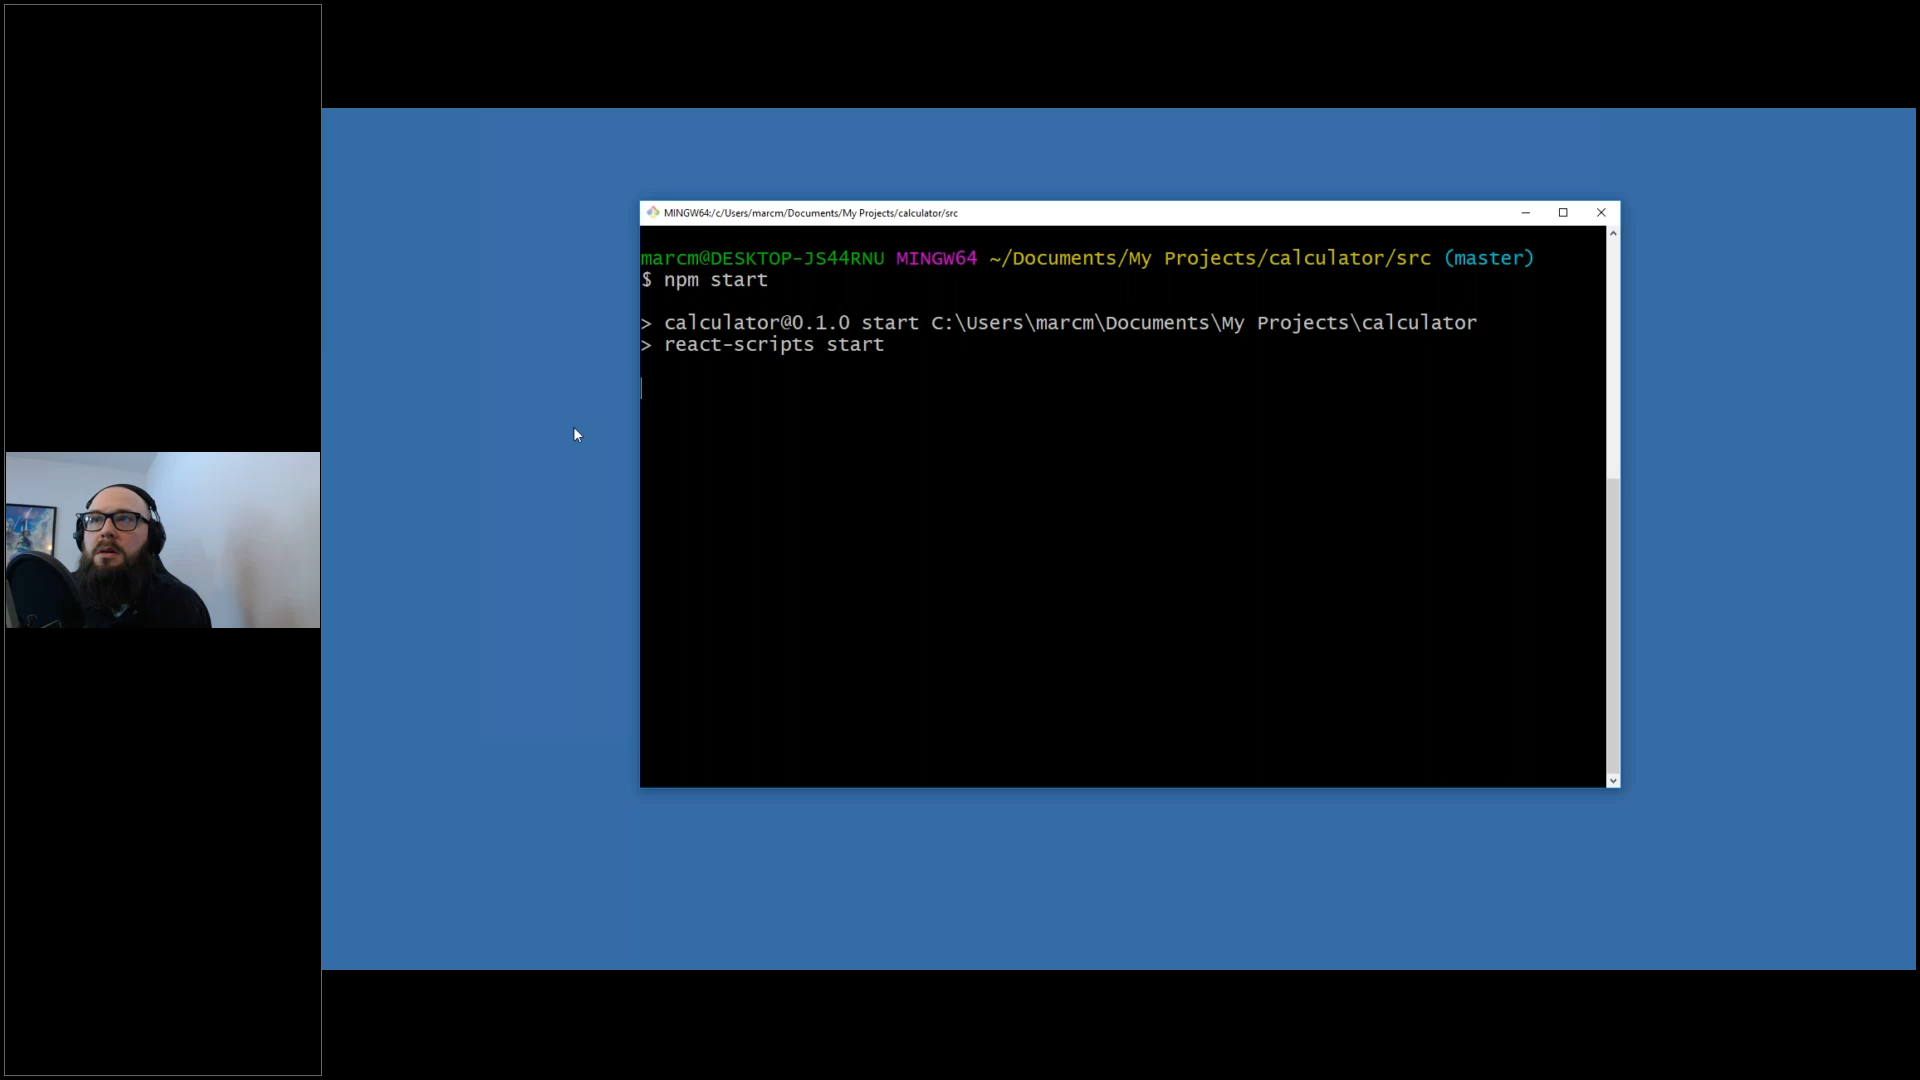 MINGW64:/c/Users/marcm/Documents/My Projects/calculator/src
marcm@DESKTOP-JS44RNU MINGW64 ~/Documents/My Projects/calculator/src (master)
$ npm start
> calculator@0.1.0 start C:\Users\marcm\Documents\My Projects\calculator
> react-scripts start